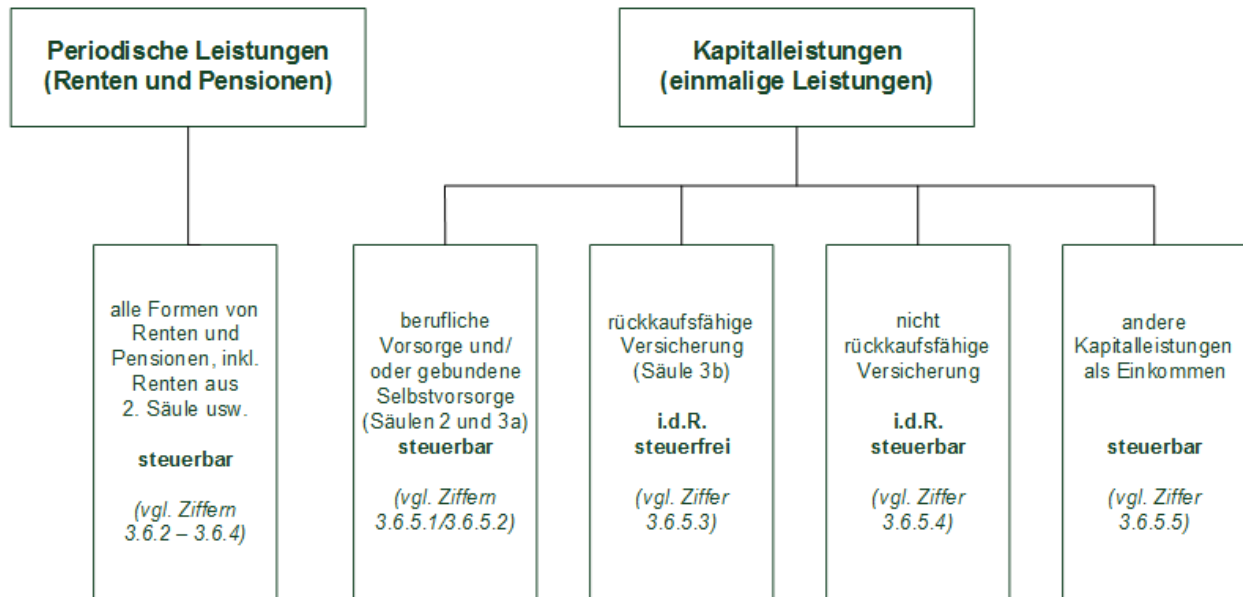 Periodische Leistungen
(Renten und Pensionen)
Kapitalleistungen
(einmalige Leistungen)
alle Formen von
Renten und
Pensionen, inkl.
Renten aus
2. Säule usw.
steuerbar
(vgl. Ziffern
3.6.2 – 3.6.4)
berufliche
Vorsorge und/
oder gebundene
Selbstvorsorge
(Säulen 2 und 3a)
steuerbar
(vgl. Ziffern
3.6.5.1/3.6.5.2)
rückkaufsfähige
Versicherung
(Säule 3b)
i.d.R.
steuerfrei
(vgl. Ziffer
3.6.5.3)
nicht
rückkaufsfähige
Versicherung
i.d.R.
steuerbar
(vgl. Ziffer
3.6.5.4)
andere
Kapitalleistungen
als Einkommen
steuerbar
(vgl. Ziffer
3.6.5.5)